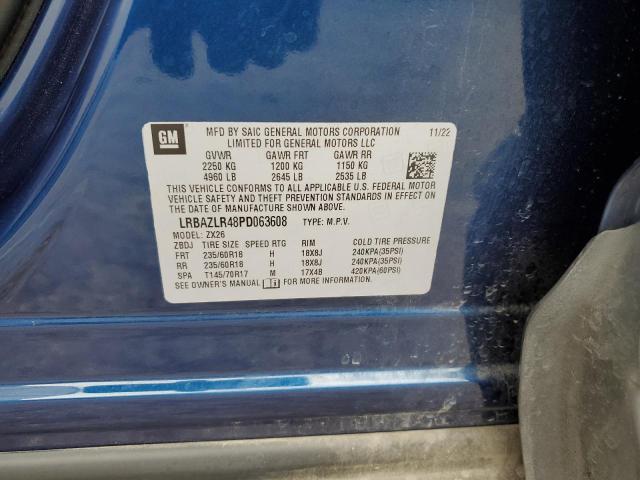 GM
MFD BY SAIC GENERAL MOTORS CORPORATION 11/22
LIMITED FOR GENERAL MOTORS LLC
GVWR GAWR FRT GAWR RR
2250 KG 1200 KG 1150 KG
4960 LB 2645 LB 2535 LB
THIS VEHICLE CONFORMS TO ALL APPLICABLE U.S. FEDERAL MOTOR
VEHICLE SAFETY AND THEFT PREVENTION STANDARDS IN EFFECT ON
THE DATE OF MANUFACTURE SHOWN ABOVE.
LRBAZLR48PD063608 TYPE: M.P.V.
MODEL: ZX26
ZBDJ TIRE SIZE SPEED RTG RIM COLD TIRE PRESSURE
FRT 235/60R18 H 18X8J 240KPA(35PSI)
RR 235/60R18 H 18X8J 240KPA(35PSI)
SPA T145/70R17 M 17X4B 420KPA(60PSI)
SEE OWNER'S MANUAL FOR MORE INFORMATION.